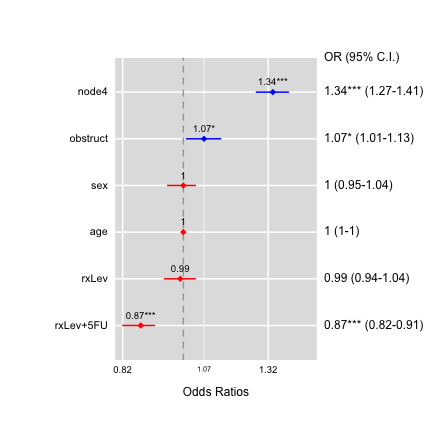 OR (95% C.I.)
node4 1.34*** 1.34*** (1.27-1.41)
obstruct 1.07* 1.07* (1.01-1.13)
sex 1 1 (0.95-1.04)
age 1 1 (1-1)
rxLev 0.99 0.99 (0.94-1.04)
rxLev+5FU 0.87*** 0.87*** (0.82-0.91)
0.82 1.07 1.32
Odds Ratios